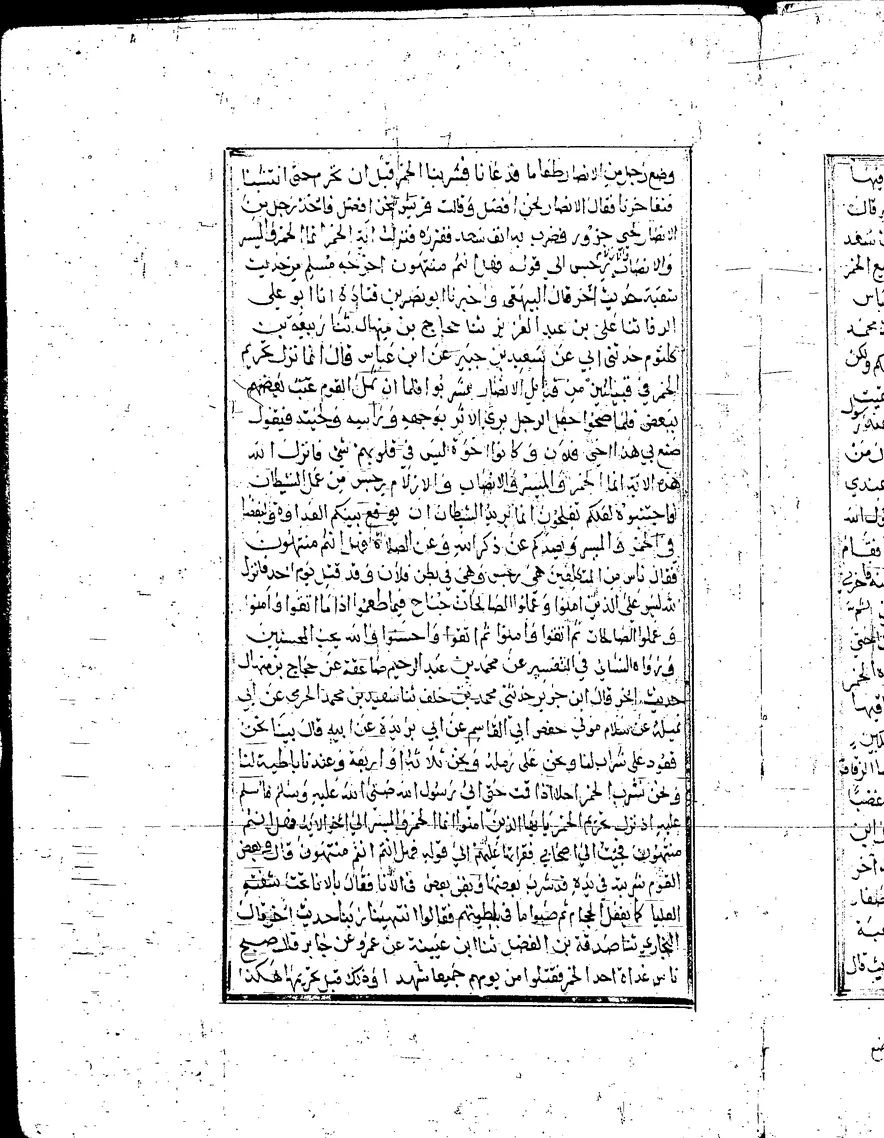 وضع رجل من الانصار طعاما فدعانا فشربنا الخمر قبل ان تحرم حتى انتشينا
فتفاخرنا فقال الانصار نحن افضل وقالت قريش نحن افضل فاخذ رجل من
الانصار لحي جزور فضرب به انف سعد ففزره فنزلت اية الخمر انما الخمر والميسر
والانصاب رجس الى قوله فهل انتم منتهون اخرجه مسلم من حديث
شعبة حديث اخر قال البيهقي واخبرنا ابو نصر بن قتادة انا ابو علي
الرفا ثنا علي بن عبد العزيز ثنا حجاج بن منهال ثنا ربيعة بن
كلثوم حدثني ابي عن سعيد بن جبير عن ابن عباس قال انما نزل تحريم
الخمر في قبيلتين من قبايل الانصار شربوا فلما ان ثمل القوم عبث بعضهم
ببعض فلما صحوا جعل الرجل يرى الاثر بوجهه وراسه ولحيته فيقول
صنع بي هذا اخي فلان وكانوا اخوة ليس في قلوبهم شي فانزل الله
هذه الاية انما الخمر والميسر والانصاب والازلام رجس من عمل الشيطان
فاجتنبوه لعلكم تفلحون انما يريد الشيطان ان يوقع بينكم العداوة والبغضا
في الخمر والميسر ويصدكم عن ذكر الله وعن الصلاة فهل انتم منتهون
فقال ناس من المتكلفين هي رجس وهي في بطن فلان وقد قتل يوم احد فانزل
الله ليس على الذين امنوا وعملوا الصالحات جناح فيما طعموا اذا ما اتقوا وامنوا
وعملوا الصالحات ثم اتقوا وامنوا ثم اتقوا واحسنوا والله يحب المحسنين
ورواه النسائي في التفسير عن محمد بن عبد الرحيم صاعقة عن حجاج بن منهال
حديث اخر قال ابن جرير حدثني محمد بن خلف ثنا سعيد بن محمد الجرمي عن ابي
تميلة عن سلام مولى حفص ابي القاسم عن ابي بريدة عن ابيه قال بينا نحن
قعود على شراب لنا ونحن على رملة ونحن ثلاثة او اربعة وعندنا باطية لنا
ونحن نشرب الخمر حلا اذ قمت حتى اتى رسول الله صلى الله عليه وسلم فاسلم
عليه اذ نزل تحريم الخمر يا ايها الذين امنوا انما الخمر والميسر الى اخر الاية فهل انتم
منتهون فجيت الى اصحابي فقراتها عليهم الى قوله فهل انتم منتهون قال وبعض
القوم شربته في يده قد شرب بعضها وبقي بعض في الانا فقال بالانا تحت شفته
العليا كما يفعل الحجام ثم صبوا ما في باطيتهم فقالوا انتهينا ربنا حديث اخر قال
البخاري ثنا صدقة بن الفضل ثنا ابن عيينة عن عمرو عن جابر قال صبح
ناس غداة احد الخمر فقتلوا من يومهم جميعا شهدا وذلك قبل تحريمها هكذا